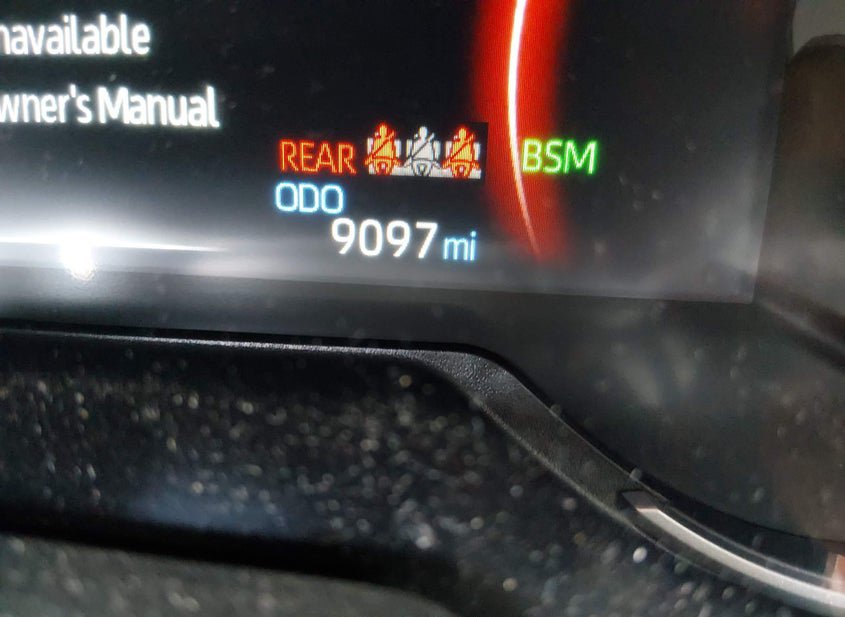 navailable
wner's Manual
REAR BSM
ODO
9097 mi